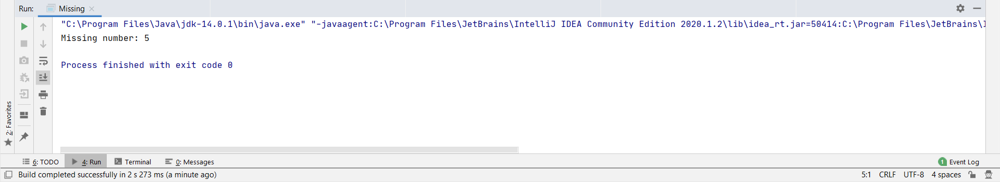 Run: Missing
"C:\Program Files\Java\jdk-14.0.1\bin\java.exe" "-javaagent:C:\Program Files\JetBrains\IntelliJ IDEA Community Edition 2020.1.2\lib\idea_rt.jar=50414:C:\Program Files\JetBrains\
Missing number: 5
Process finished with exit code 0
2: Favorites
6: TODO 4: Run Terminal 0: Messages 1 Event Log
Build completed successfully in 2 s 273 ms (a minute ago) 5:1 CRLF UTF-8 4 spaces